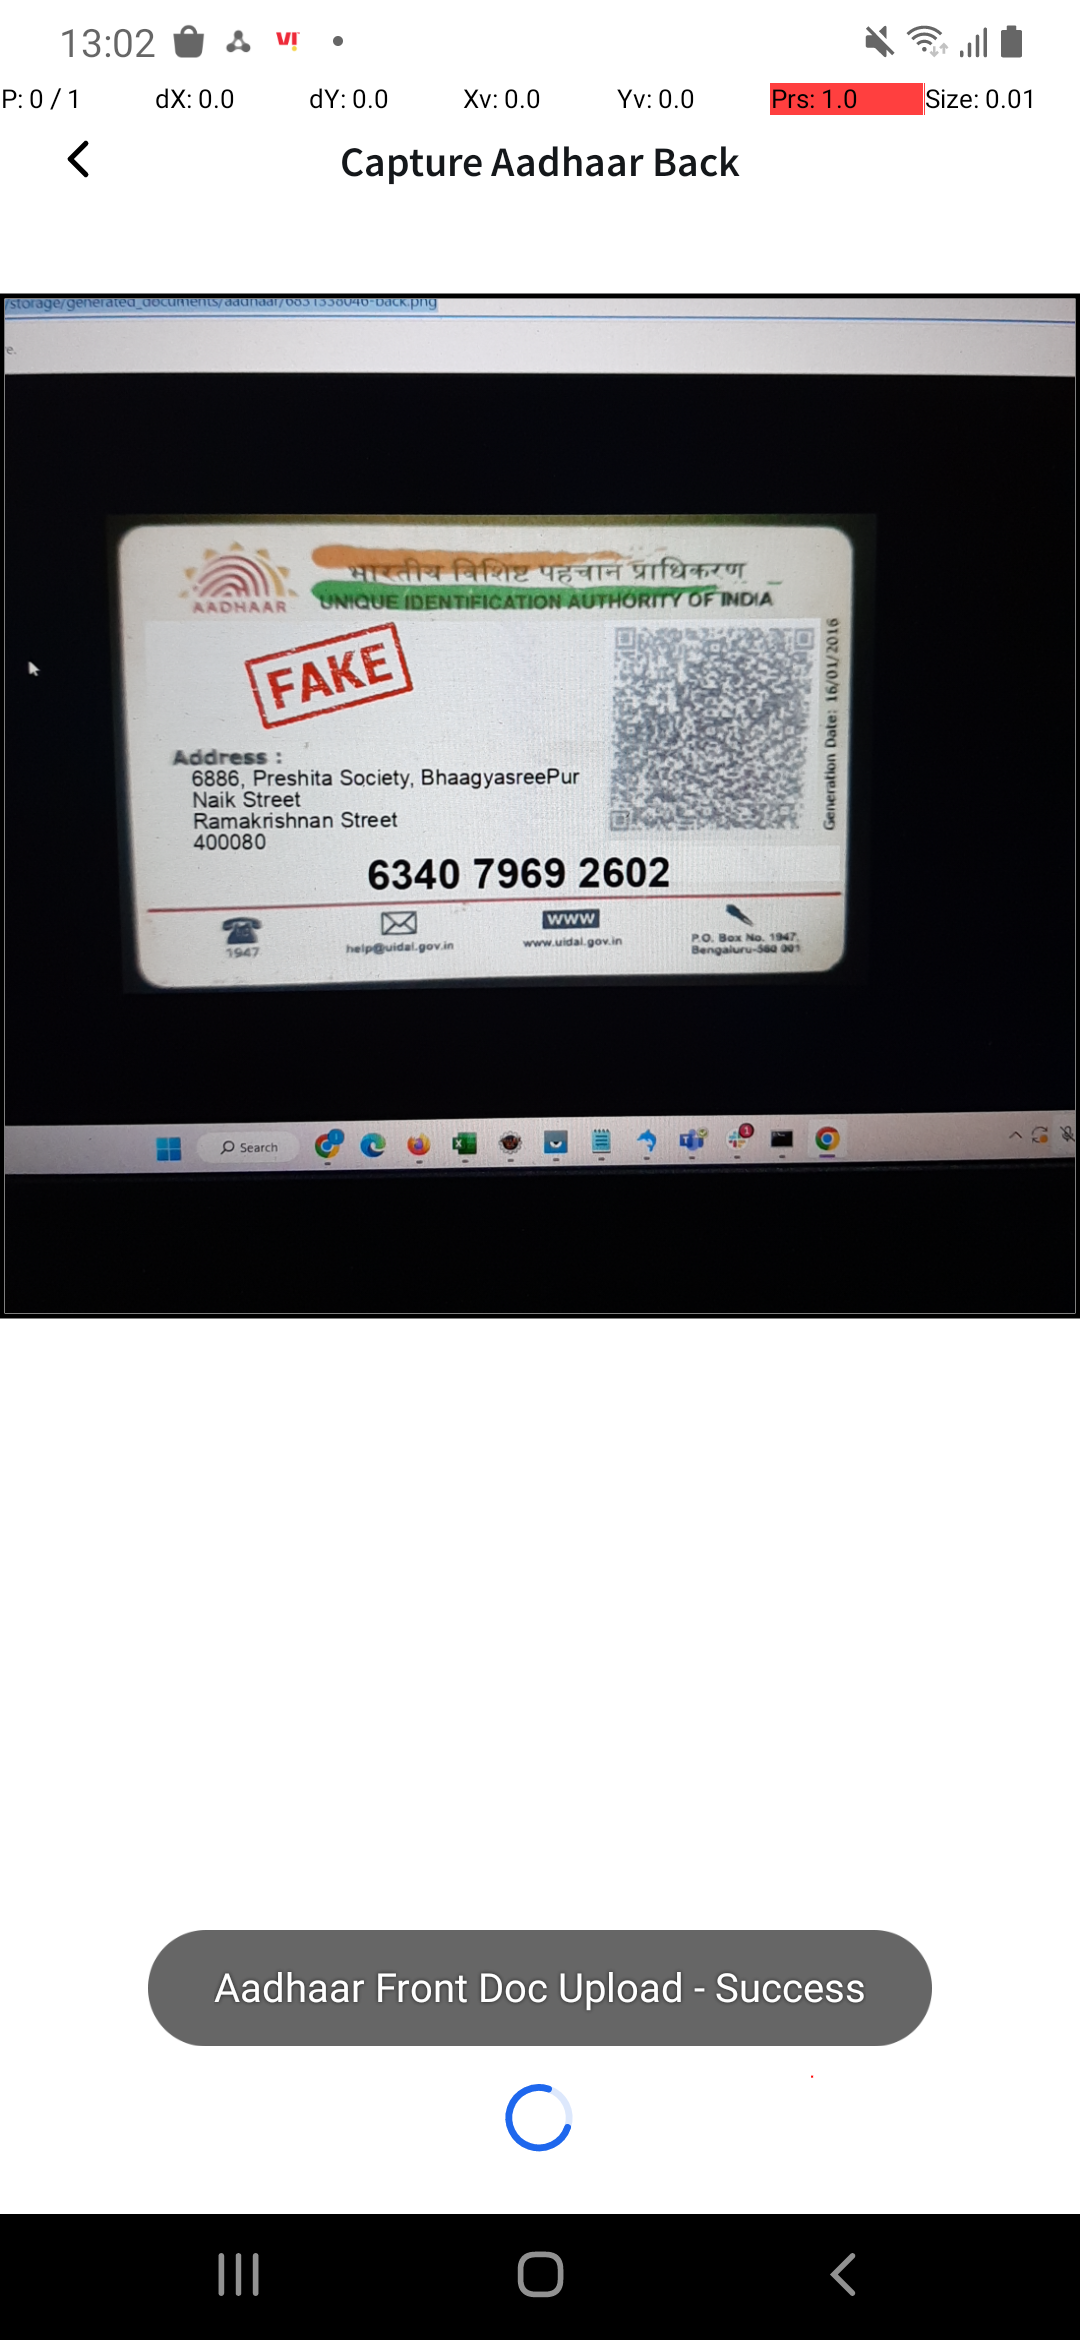 13:02
VI!
P: 0 / 1 dX: 0.0 dY: 0.0 Xv: 0.0 Yv: 0.0 Prs: 1.0 Size: 0.01
Capture Aadhaar Back
/storage/generated_documents/aadhaar/6831338046-back.png
e.
भारतीय विशिष्ट पहचान प्राधिकरण
AADHAAR
UNIQUE IDENTIFICATION AUTHORITY OF INDIA
FAKE
Generation Date: 16/01/2016
Address :
6886, Preshita Society, BhaagyasreePur
Naik Street
Ramakrishnan Street
400080
6340 7969 2602
1947
help@uidai.gov.in
www
www.uidai.gov.in
P.O. Box No. 1947,
Bengaluru-560 001
Search
1
Aadhaar Front Doc Upload - Success